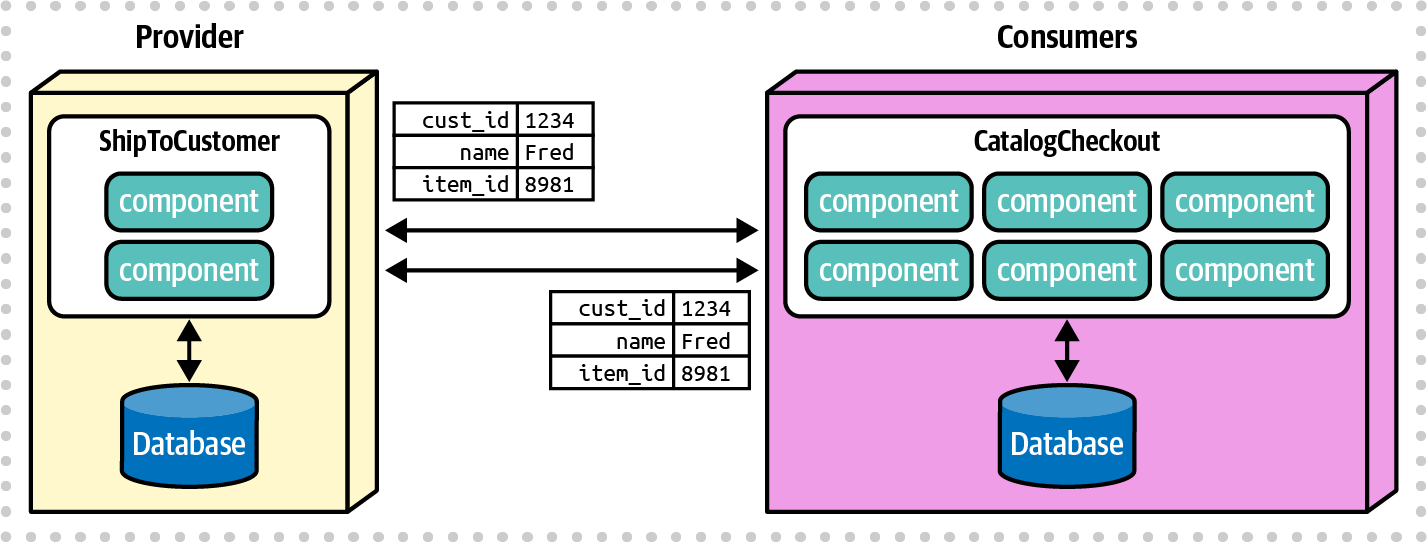 Provider
Consumers
ShipToCustomer
component
component
Database
cust_id 1234
name Fred
item_id 8981
cust_id 1234
name Fred
item_id 8981
CatalogCheckout
component component component
component component component
Database